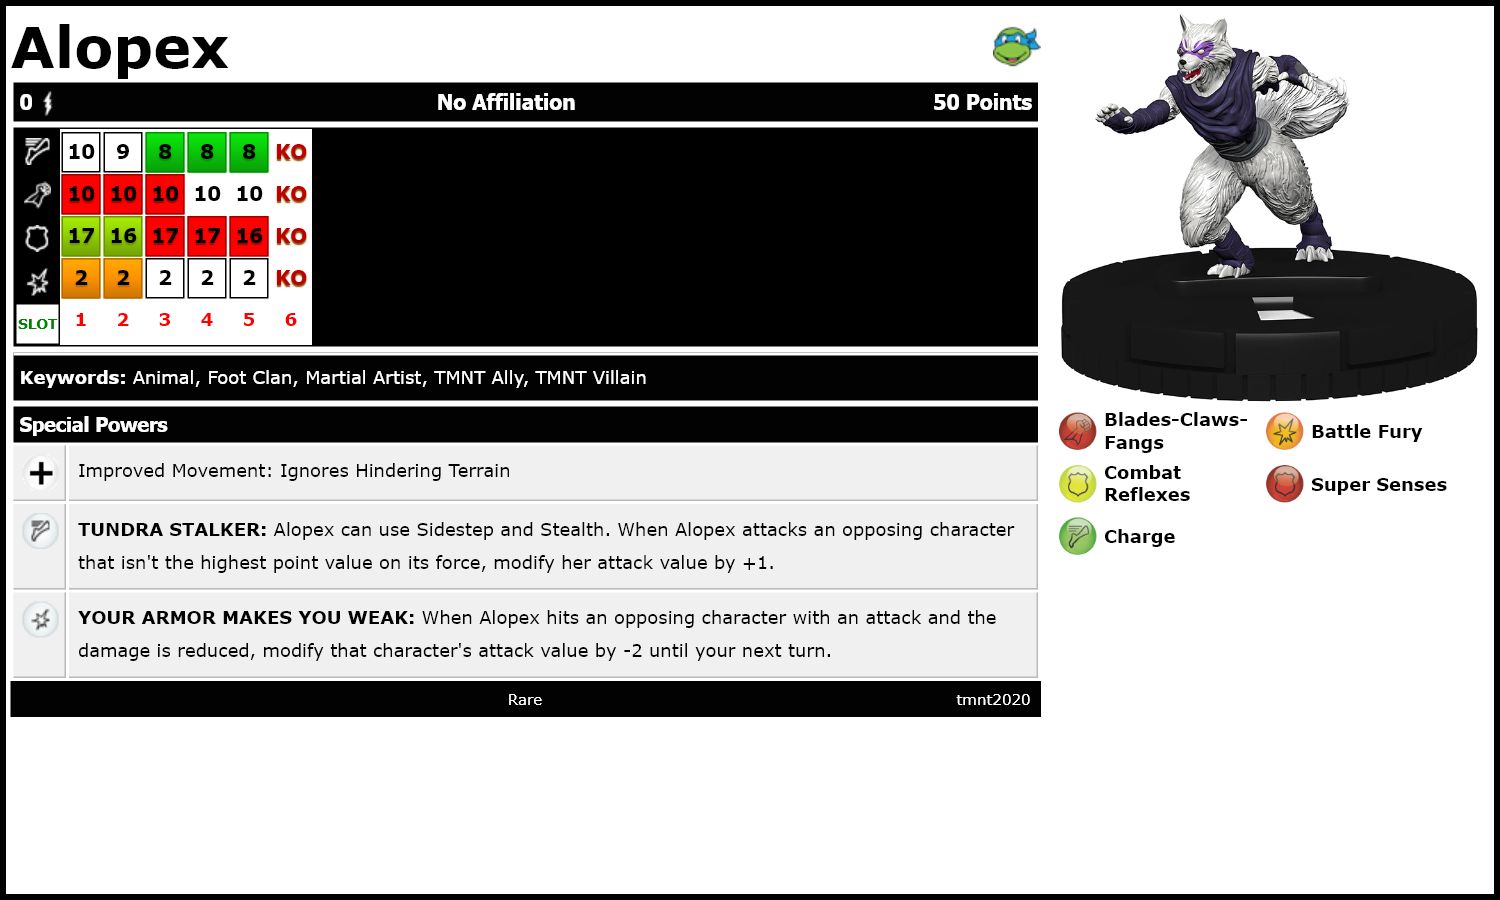 Alopex
0 No Affiliation 50 Points
10 9 8 8 8 KO
10 10 10 10 10 KO
17 16 17 17 16 KO
2 2 2 2 2 KO
SLOT 1 2 3 4 5 6
Keywords: Animal, Foot Clan, Martial Artist, TMNT Ally, TMNT Villain
Special Powers
Improved Movement: Ignores Hindering Terrain
TUNDRA STALKER: Alopex can use Sidestep and Stealth. When Alopex attacks an opposing character
that isn't the highest point value on its force, modify her attack value by +1.
YOUR ARMOR MAKES YOU WEAK: When Alopex hits an opposing character with an attack and the
damage is reduced, modify that character's attack value by -2 until your next turn.
Rare tmnt2020
Blades-Claws-
Fangs
Battle Fury
Combat
Reflexes
Super Senses
Charge